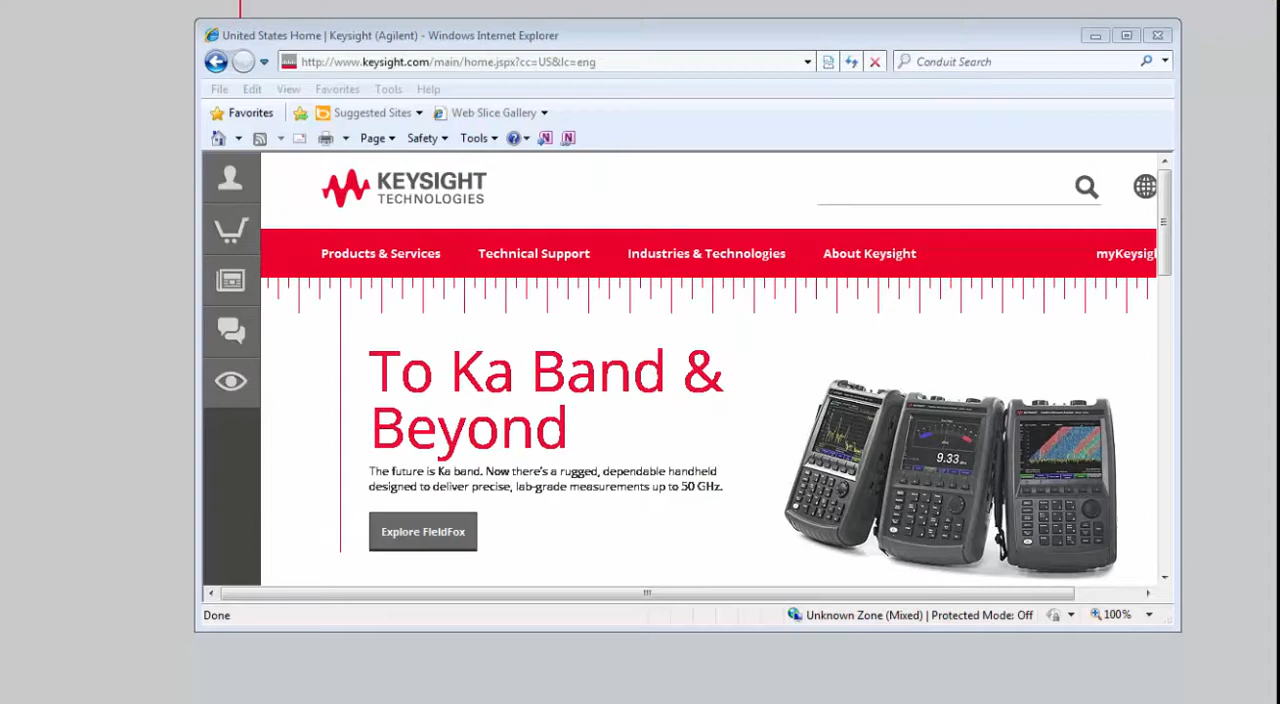 United States Home | Keysight (Agilent) - Windows Internet Explorer
http://www.keysight.com/main/home.jspx?cc=US&lc=eng
Conduit Search
File Edit View Favorites Tools Help
Favorites Suggested Sites Web Slice Gallery
Page Safety Tools
KEYSIGHT
TECHNOLOGIES
Products & Services Technical Support Industries & Technologies About Keysight myKeysigh
To Ka Band &
Beyond
The future is Ka band. Now there's a rugged, dependable handheld
designed to deliver precise, lab-grade measurements up to 50 GHz.
9.33
Explore FieldFox
Done Unknown Zone (Mixed) | Protected Mode: Off 100%